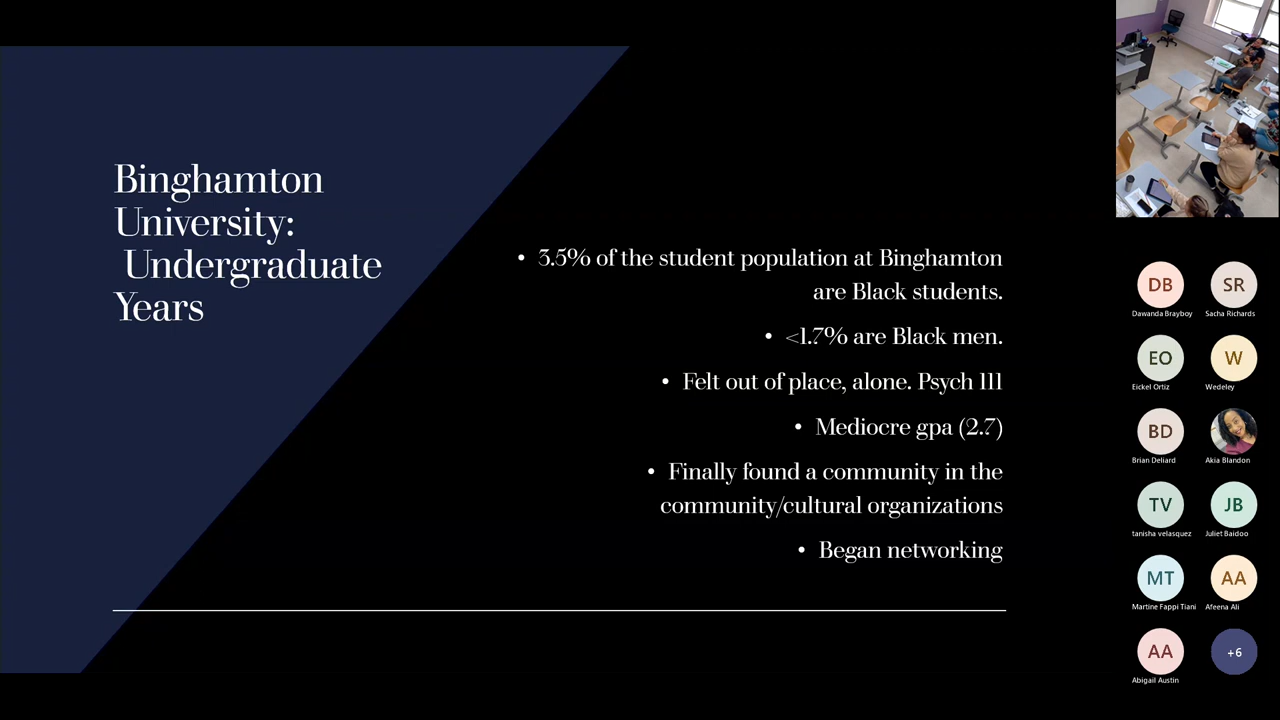 Binghamton
University:
Undergraduate
Years
• 3.5% of the student population at Binghamton
are Black students.
• <1.7% are Black men.
• Felt out of place, alone. Psych 111
• Mediocre gpa (2.7)
• Finally found a community in the
community/cultural organizations
• Began networking
DB
Dawanda Brayboy
SR
Sacha Richards
EO
Eickel Ortiz
W
Wedeley
BD
Brian Deliard
Akia Blandon
TV
tanisha velasquez
JB
Juliet Baidoo
MT
Martine Fappi Tiani
AA
Afeena Ali
AA
Abigail Austin
+6